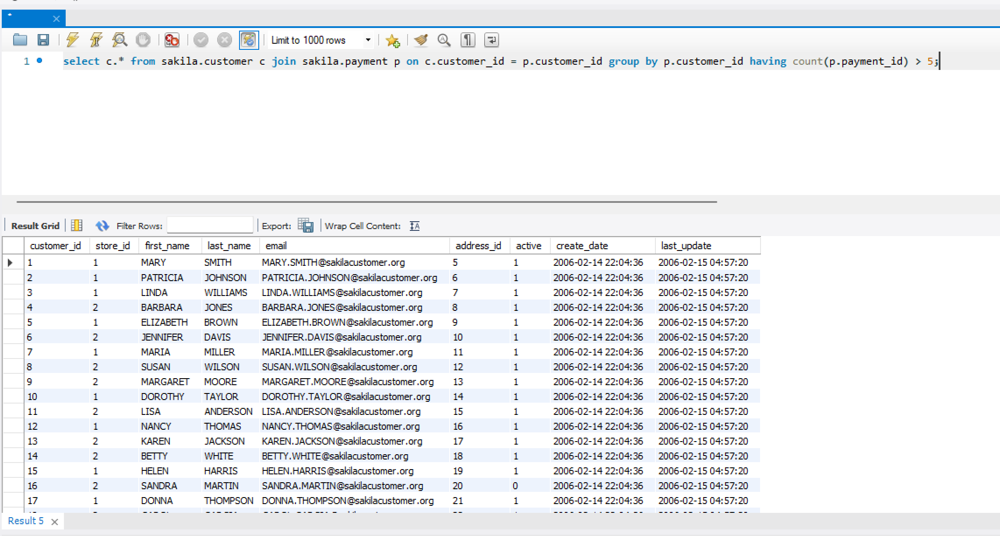 *
Limit to 1000 rows
1 select c.* from sakila.customer c join sakila.payment p on c.customer_id = p.customer_id group by p.customer_id having count(p.payment_id) > 5;
Result Grid Filter Rows: Export: Wrap Cell Content:
customer_id store_id first_name last_name email address_id active create_date last_update
1 1 MARY SMITH MARY.SMITH@sakilacustomer.org 5 1 2006-02-14 22:04:36 2006-02-15 04:57:20
2 1 PATRICIA JOHNSON PATRICIA.JOHNSON@sakilacustomer.org 6 1 2006-02-14 22:04:36 2006-02-15 04:57:20
3 1 LINDA WILLIAMS LINDA.WILLIAMS@sakilacustomer.org 7 1 2006-02-14 22:04:36 2006-02-15 04:57:20
4 2 BARBARA JONES BARBARA.JONES@sakilacustomer.org 8 1 2006-02-14 22:04:36 2006-02-15 04:57:20
5 1 ELIZABETH BROWN ELIZABETH.BROWN@sakilacustomer.org 9 1 2006-02-14 22:04:36 2006-02-15 04:57:20
6 2 JENNIFER DAVIS JENNIFER.DAVIS@sakilacustomer.org 10 1 2006-02-14 22:04:36 2006-02-15 04:57:20
7 1 MARIA MILLER MARIA.MILLER@sakilacustomer.org 11 1 2006-02-14 22:04:36 2006-02-15 04:57:20
8 2 SUSAN WILSON SUSAN.WILSON@sakilacustomer.org 12 1 2006-02-14 22:04:36 2006-02-15 04:57:20
9 2 MARGARET MOORE MARGARET.MOORE@sakilacustomer.org 13 1 2006-02-14 22:04:36 2006-02-15 04:57:20
10 1 DOROTHY TAYLOR DOROTHY.TAYLOR@sakilacustomer.org 14 1 2006-02-14 22:04:36 2006-02-15 04:57:20
11 2 LISA ANDERSON LISA.ANDERSON@sakilacustomer.org 15 1 2006-02-14 22:04:36 2006-02-15 04:57:20
12 1 NANCY THOMAS NANCY.THOMAS@sakilacustomer.org 16 1 2006-02-14 22:04:36 2006-02-15 04:57:20
13 2 KAREN JACKSON KAREN.JACKSON@sakilacustomer.org 17 1 2006-02-14 22:04:36 2006-02-15 04:57:20
14 2 BETTY WHITE BETTY.WHITE@sakilacustomer.org 18 1 2006-02-14 22:04:36 2006-02-15 04:57:20
15 1 HELEN HARRIS HELEN.HARRIS@sakilacustomer.org 19 1 2006-02-14 22:04:36 2006-02-15 04:57:20
16 2 SANDRA MARTIN SANDRA.MARTIN@sakilacustomer.org 20 0 2006-02-14 22:04:36 2006-02-15 04:57:20
17 1 DONNA THOMPSON DONNA.THOMPSON@sakilacustomer.org 21 1 2006-02-14 22:04:36 2006-02-15 04:57:20
Result 5